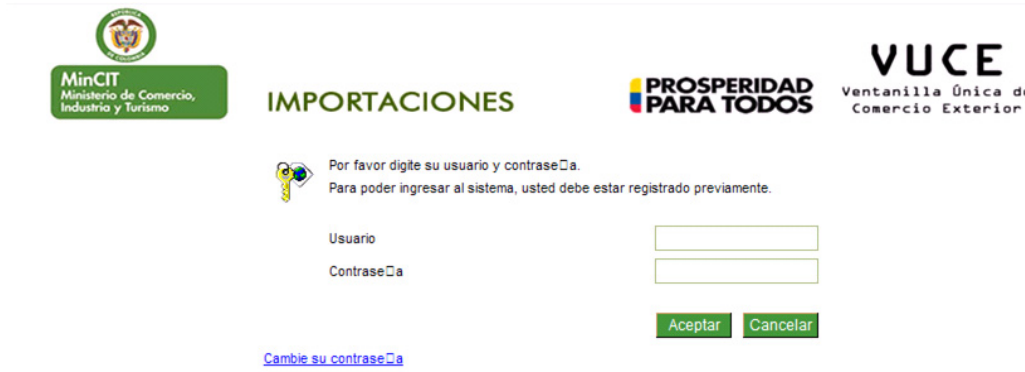 MinCIT
Ministerio de Comercio,
Industria y Turismo
IMPORTACIONES
PROSPERIDAD
PARA TODOS
VUCE
Ventanilla Única de
Comercio Exterior
Por favor digite su usuario y contrase□a.
Para poder ingresar al sistema, usted debe estar registrado previamente.
Usuario
Contrase□a
Aceptar Cancelar
Cambie su contrase□a